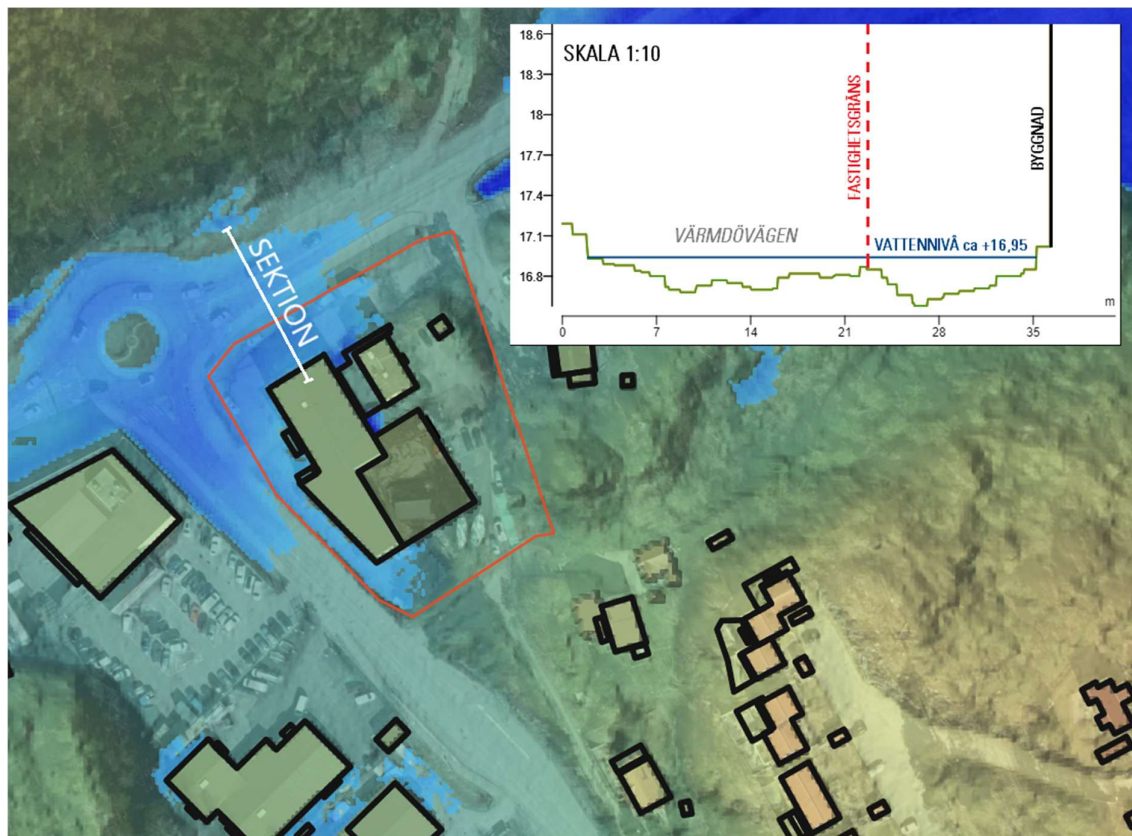 18.6
SKALA 1:10
18.3
18
17.7
17.4
17.1
16.8
FASTIGHETSGRÄNS
BYGGNAD
VÄRMDÖVÄGEN
VATTENNIVÅ ca +16,95
m
0
7
14
21
28
35
SEKTION